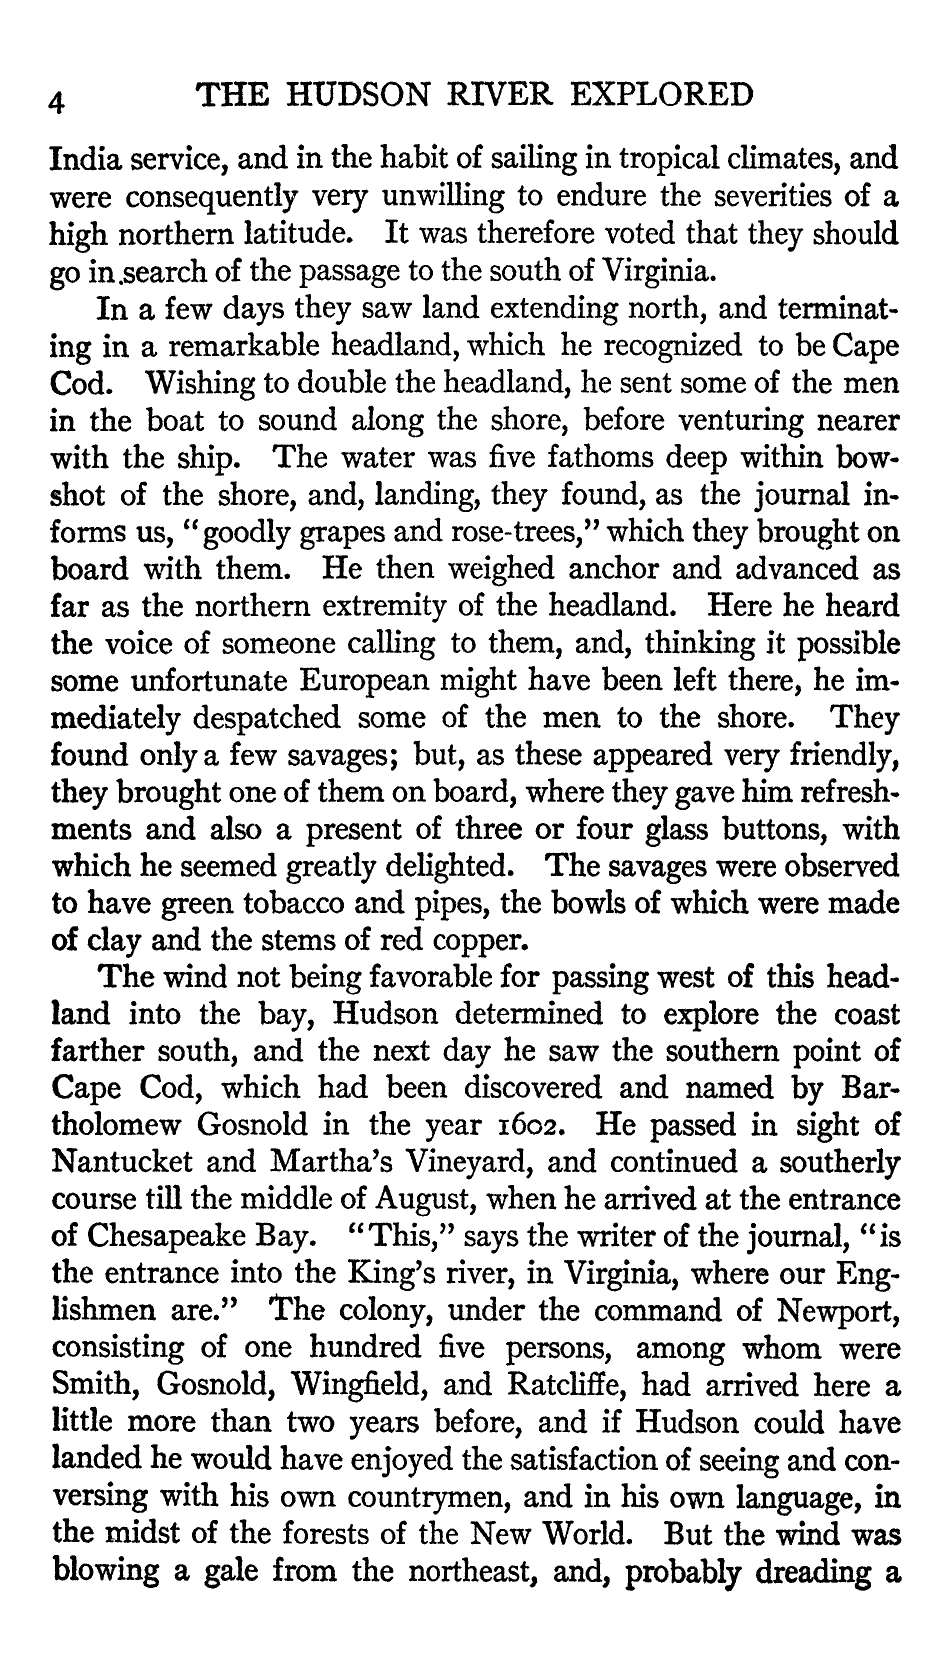 4 THE HUDSON RIVER EXPLORED
India service, and in the habit of sailing in tropical climates, and
were consequently very unwilling to endure the severities of a
high northern latitude. It was therefore voted that they should
go in.search of the passage to the south of Virginia.
In a few days they saw land extending north, and terminat-
ing in a remarkable headland, which he recognized to be Cape
Cod. Wishing to double the headland, he sent some of the men
in the boat to sound along the shore, before venturing nearer
with the ship. The water was five fathoms deep within bow-
shot of the shore, and, landing, they found, as the journal in-
forms us, “goodly grapes and rose-trees,” which they brought on
board with them. He then weighed anchor and advanced as
far as the northern extremity of the headland. Here he heard
the voice of someone calling to them, and, thinking it possible
some unfortunate European might have been left there, he im-
mediately despatched some of the men to the shore. They
found only a few savages; but, as these appeared very friendly,
they brought one of them on board, where they gave him refresh-
ments and also a present of three or four glass buttons, with
which he seemed greatly delighted. The savages were observed
to have green tobacco and pipes, the bowls of which were made
of clay and the stems of red copper.
The wind not being favorable for passing west of this head-
land into the bay, Hudson determined to explore the coast
farther south, and the next day he saw the southern point of
Cape Cod, which had been discovered and named by Bar-
tholomew Gosnold in the year 1602. He passed in sight of
Nantucket and Martha’s Vineyard, and continued a southerly
course till the middle of August, when he arrived at the entrance
of Chesapeake Bay. “This,” says the writer of the journal, “is
the entrance into the King’s river, in Virginia, where our Eng-
lishmen are.” The colony, under the command of Newport,
consisting of one hundred five persons, among whom were
Smith, Gosnold, Wingfield, and Ratcliffe, had arrived here a
little more than two years before, and if Hudson could have
landed he would have enjoyed the satisfaction of seeing and con-
versing with his own countrymen, and in his own language, in
the midst of the forests of the New World. But the wind was
blowing a gale from the northeast, and, probably dreading a